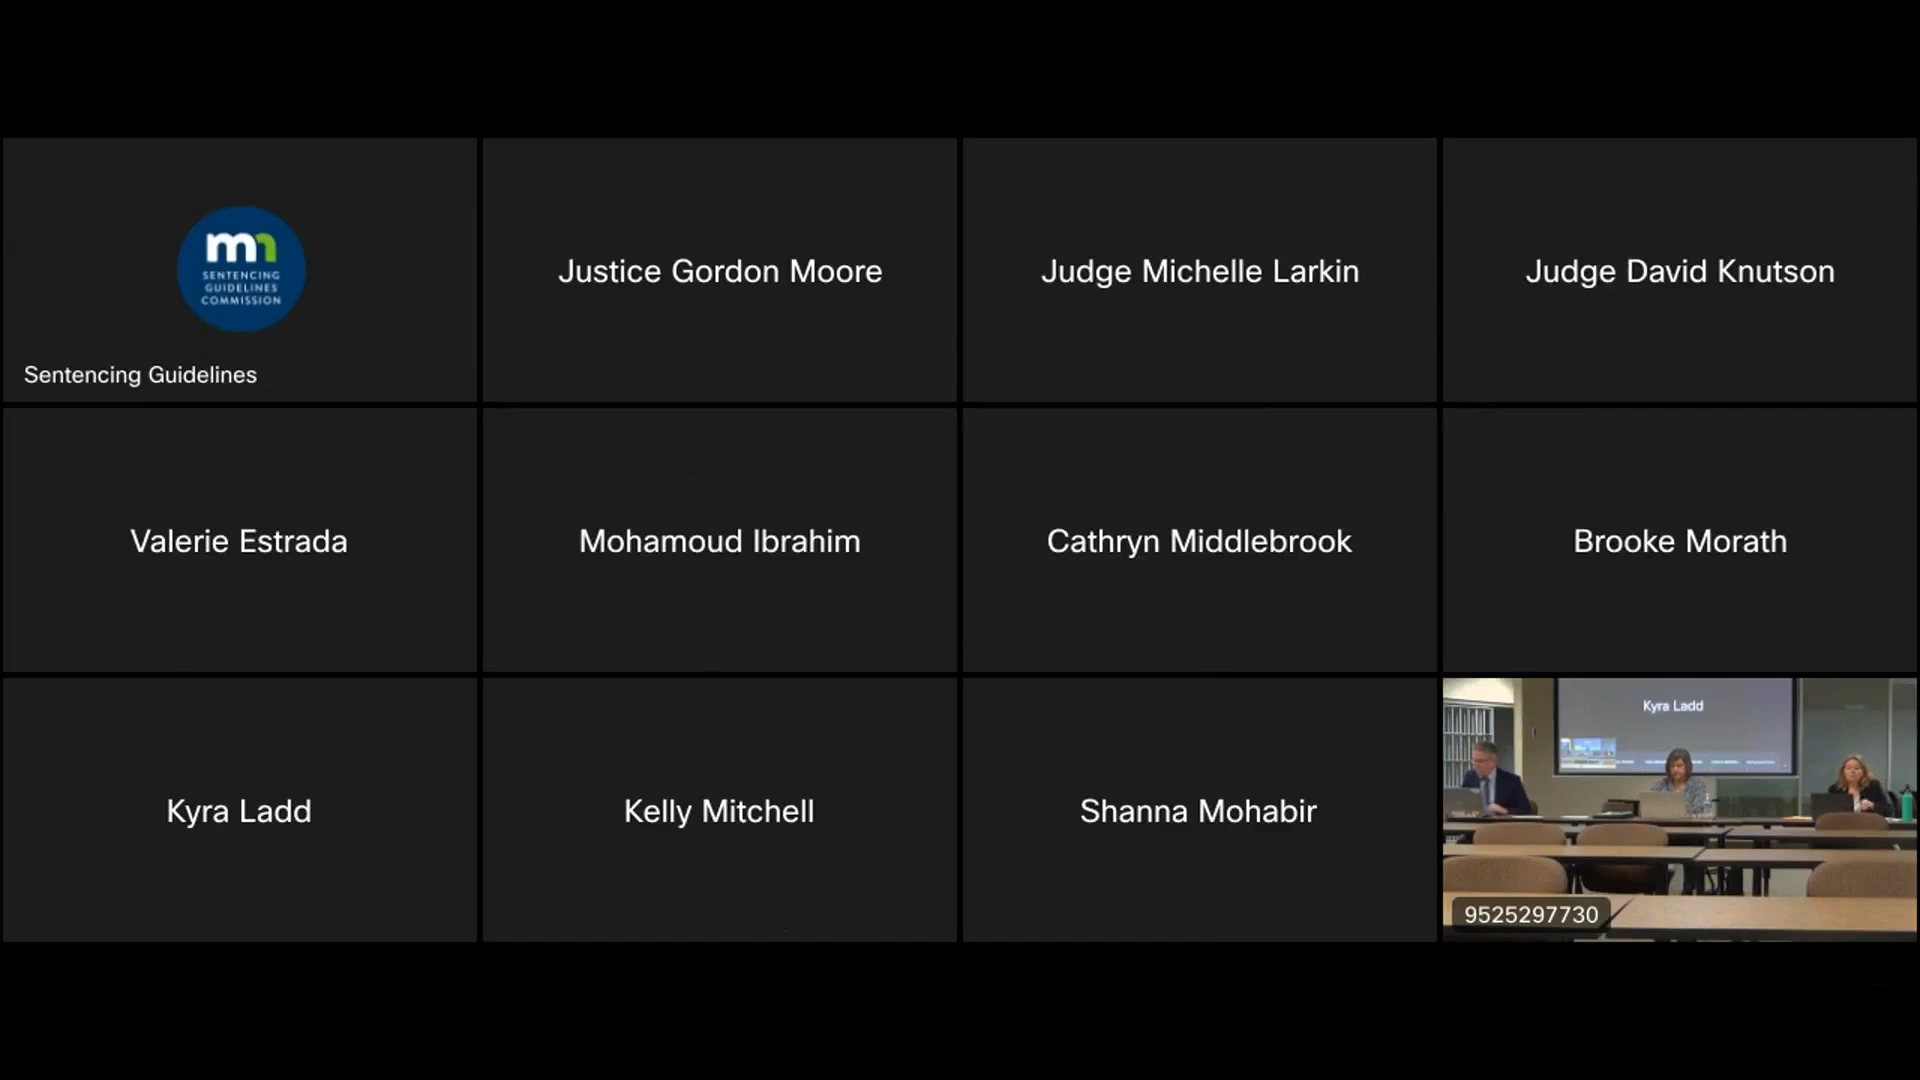 mn
SENTENCING
GUIDELINES
COMMISSION
Sentencing Guidelines
Justice Gordon Moore
Judge Michelle Larkin
Judge David Knutson
Valerie Estrada
Mohamoud Ibrahim
Cathryn Middlebrook
Brooke Morath
Kyra Ladd
Kelly Mitchell
Shanna Mohabir
Kyra Ladd
9525297730